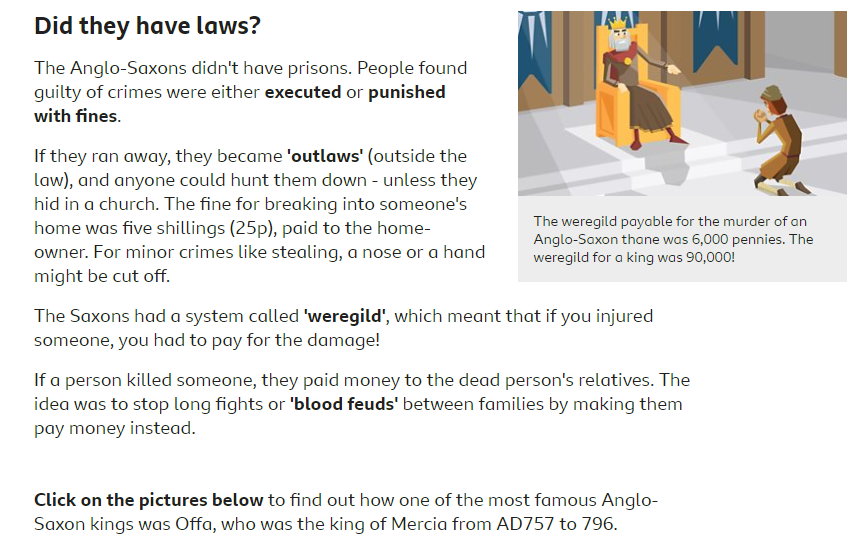 Did they have laws?
The Anglo-Saxons didn't have prisons. People found
guilty of crimes were either executed or punished
with fines.
If they ran away, they became 'outlaws' (outside the
law), and anyone could hunt them down - unless they
hid in a church. The fine for breaking into someone's
home was five shillings (25p), paid to the home-
owner. For minor crimes like stealing, a nose or a hand
might be cut off.
The weregild payable for the murder of an
Anglo-Saxon thane was 6,000 pennies. The
weregild for a king was 90,000!
The Saxons had a system called 'weregild', which meant that if you injured
someone, you had to pay for the damage!
If a person killed someone, they paid money to the dead person's relatives. The
idea was to stop long fights or 'blood feuds' between families by making them
pay money instead.
Click on the pictures below to find out how one of the most famous Anglo-
Saxon kings was Offa, who was the king of Mercia from AD757 to 796.